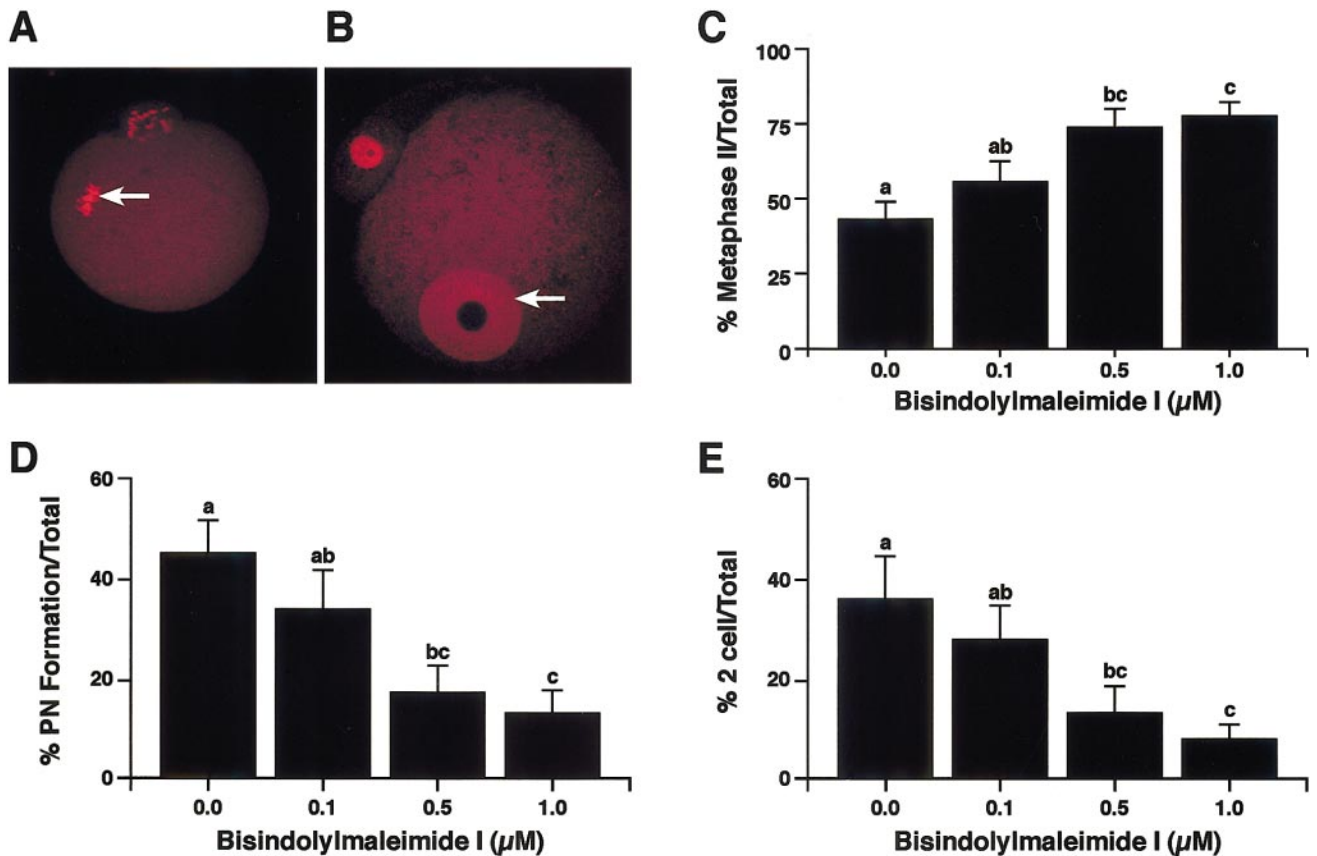 A
B
C
% Metaphase II/Total
100
75
50
25
0
a
ab
bc
c
0.0
0.1
0.5
1.0
Bisindolylmaleimide I (µM)
D
% PN Formation/Total
60
40
20
0
a
ab
bc
c
0.0
0.1
0.5
1.0
Bisindolylmaleimide I (µM)
E
% 2 cell/Total
60
40
20
0
a
ab
bc
c
0.0
0.1
0.5
1.0
Bisindolylmaleimide I (µM)